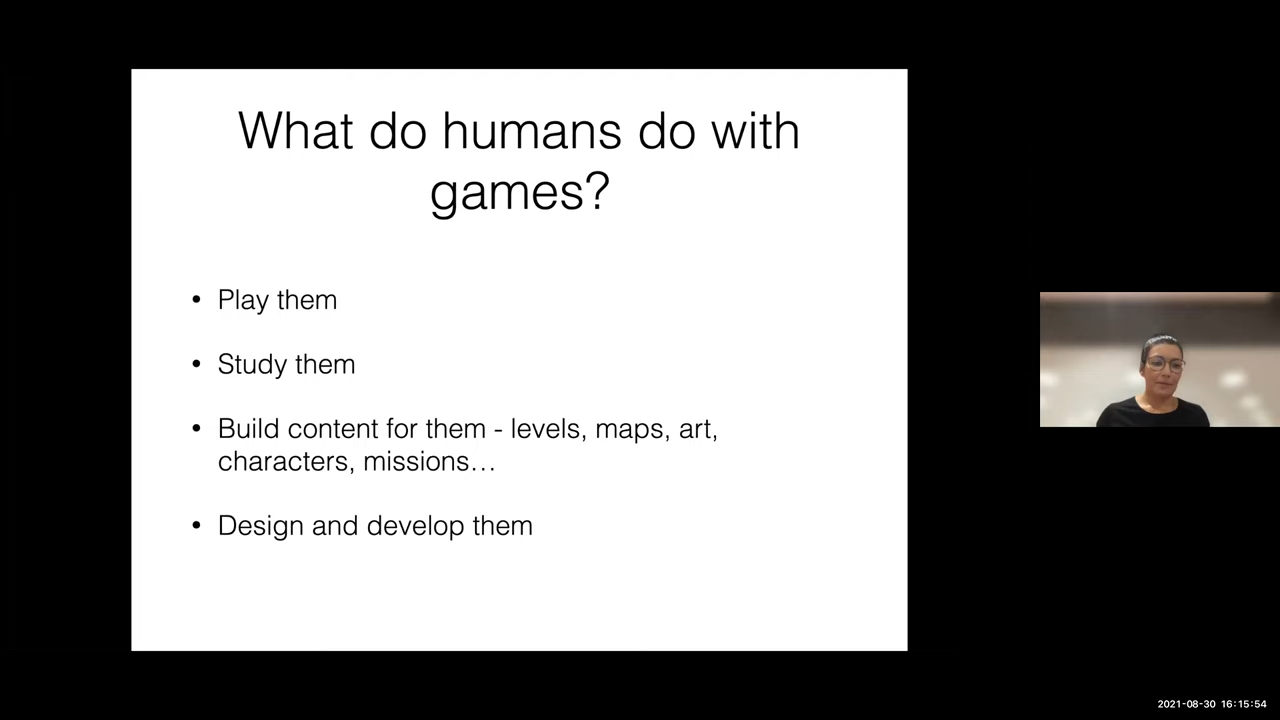 What do humans do with
games?
• Play them
• Study them
• Build content for them - levels, maps, art,
characters, missions…
• Design and develop them
2021-08-30 16:15:54